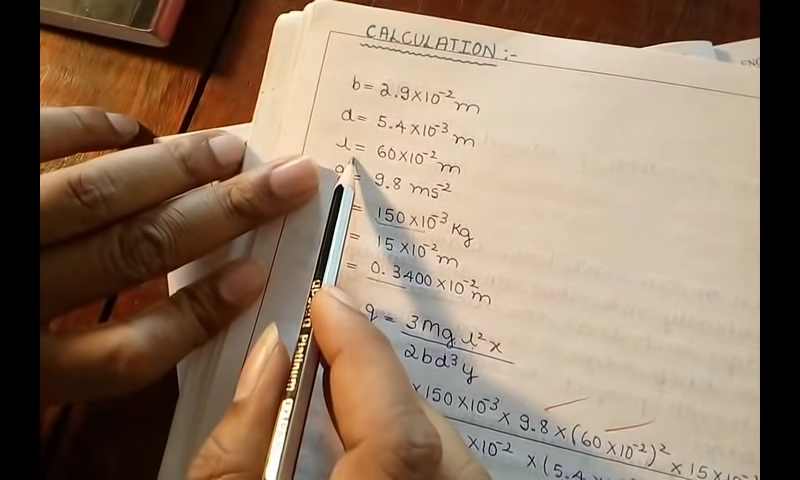 CALCULATION :-
b = 2.9 × 10⁻² m
d = 5.4 × 10⁻³ m
l = 60 × 10⁻² m
g = 9.8 ms⁻²
= 150 × 10⁻³ Kg
= 15 × 10⁻² m
= 0.3400 × 10⁻² m
q = 3mgl²x
2bd³y
× 150 × 10⁻³ × 9.8 × (60 × 10⁻²)² × 15 × 10⁻
× 10⁻² × (5.4
Platinum